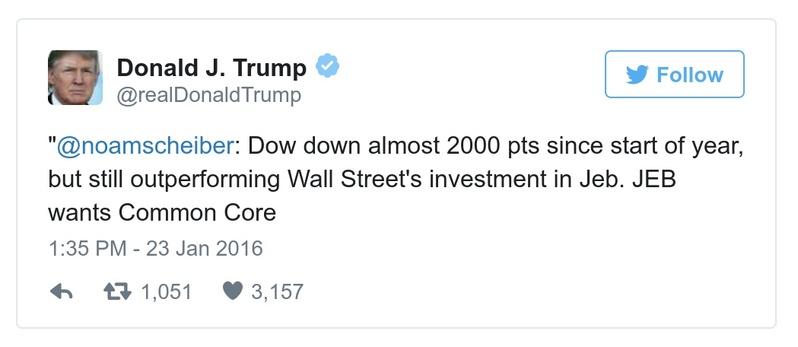 Donald J. Trump
@realDonaldTrump
Follow
"@noamscheiber: Dow down almost 2000 pts since start of year,
but still outperforming Wall Street's investment in Jeb. JEB
wants Common Core
1:35 PM - 23 Jan 2016
1,051 3,157